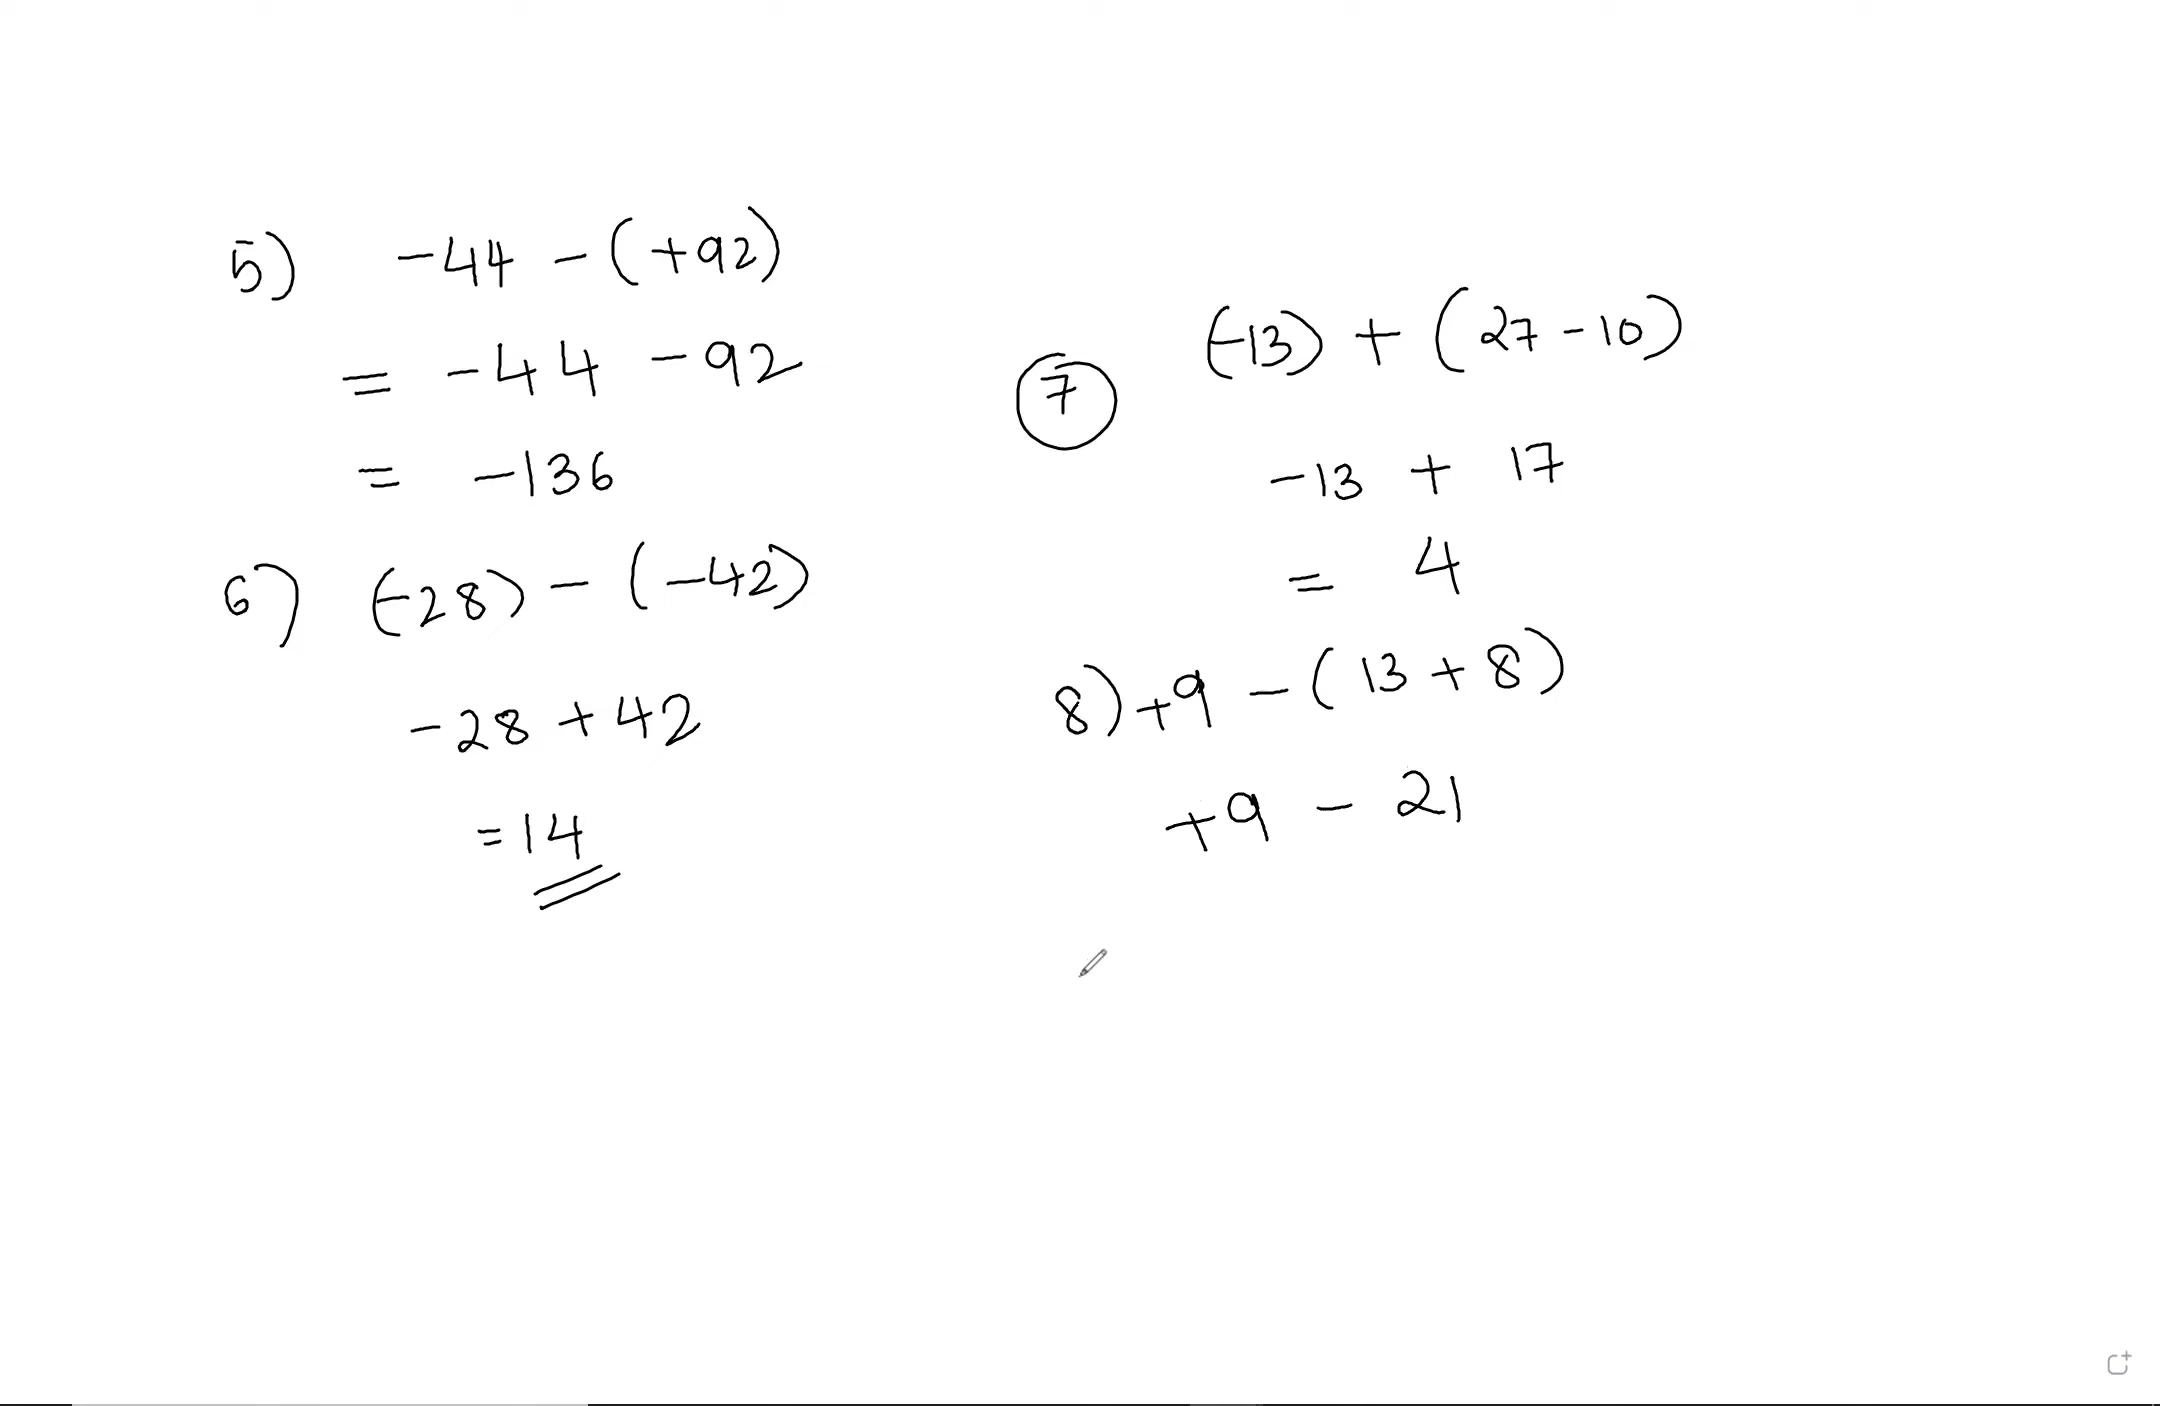 5) -44 - (+92)
= -44 -92
= -136
6) (-28) - (-42)
-28 + 42
= 14
7 (-13) + (27 - 10)
-13 + 17
= 4
8) +9 - (13 + 8)
+9 - 21